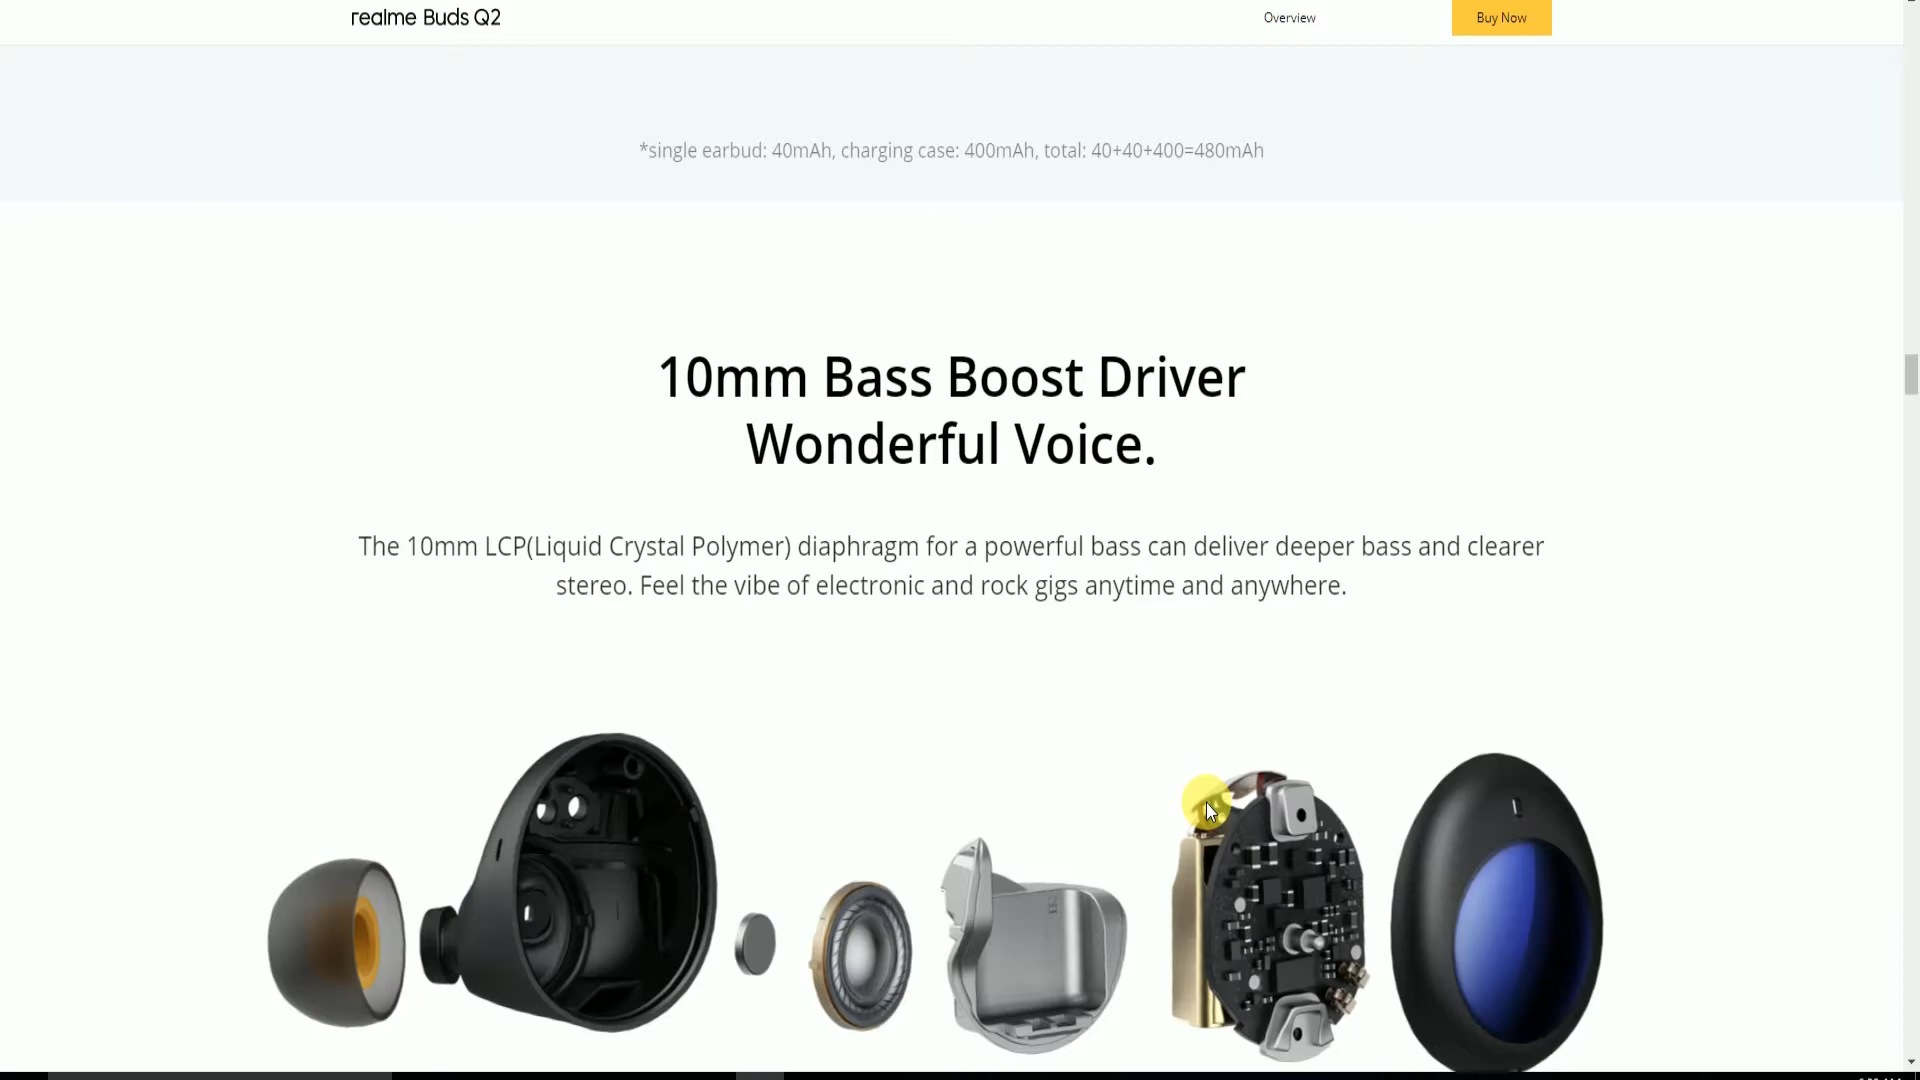 realme Buds Q2
Overview
Buy Now
*single earbud: 40mAh, charging case: 400mAh, total: 40+40+400=480mAh
10mm Bass Boost Driver
Wonderful Voice.
The 10mm LCP(Liquid Crystal Polymer) diaphragm for a powerful bass can deliver deeper bass and clearer
stereo. Feel the vibe of electronic and rock gigs anytime and anywhere.